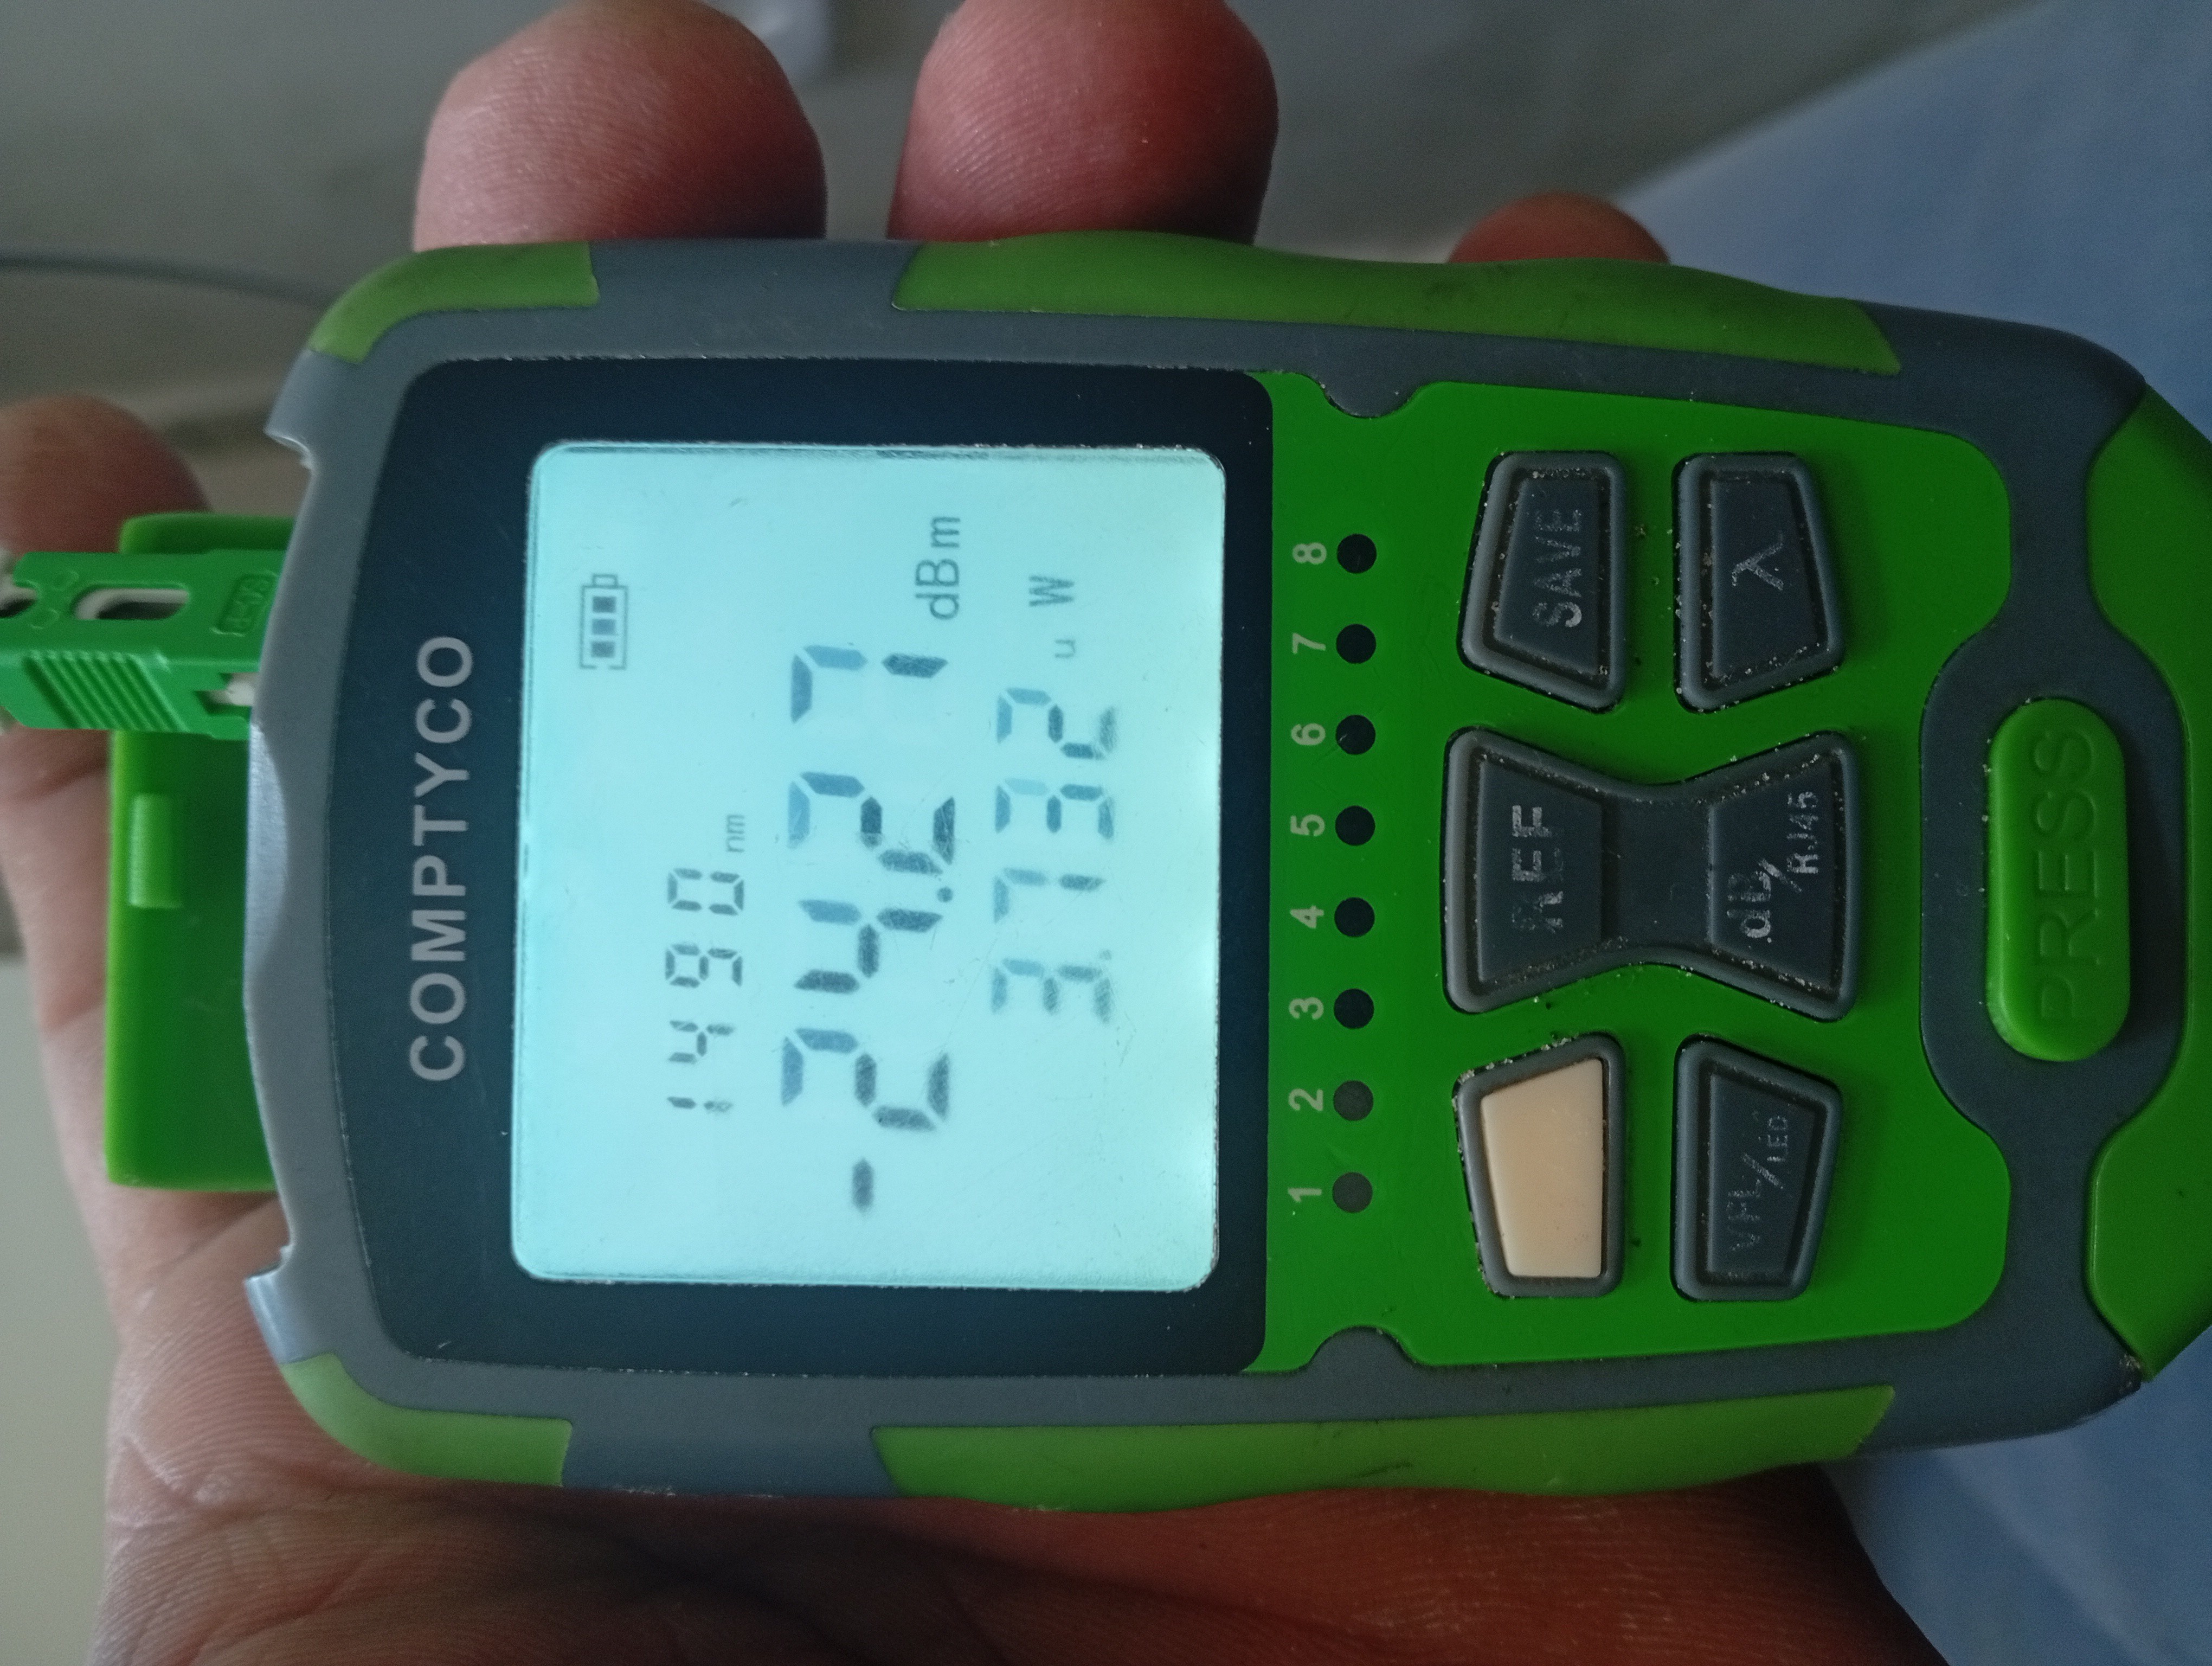 COMPTYCO
1490 nm
-24.27 dBm
3.732 uW
1 2 3 4 5 6 7 8
REF SAVE
VFL/LED dB/RJ45 λ
PRESS